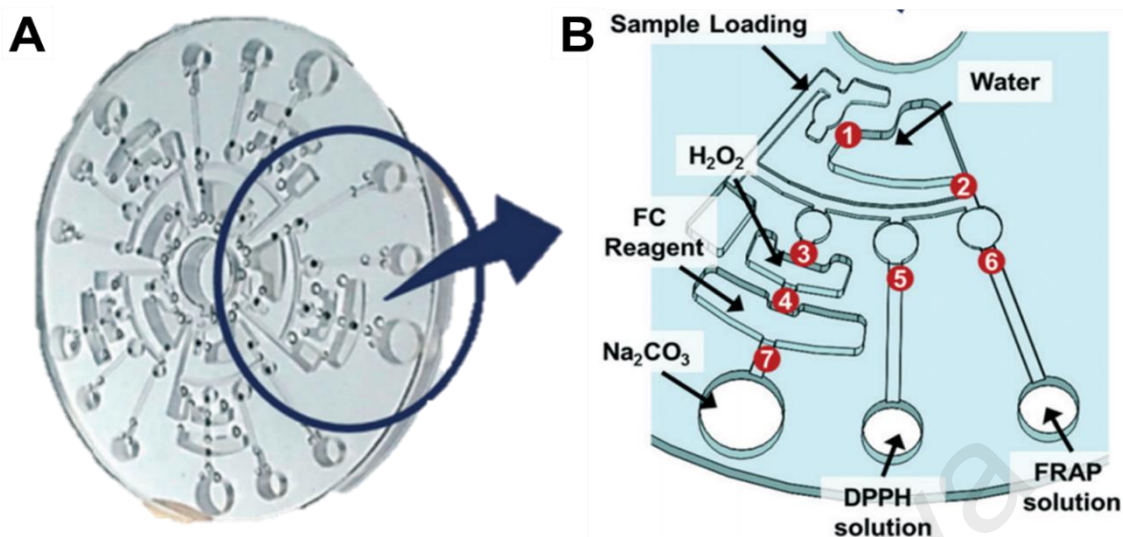 A
B
Sample Loading
Water
H₂O₂
FC
Reagent
Na₂CO₃
DPPH
solution
FRAP
solution
1
2
3
4
5
6
7